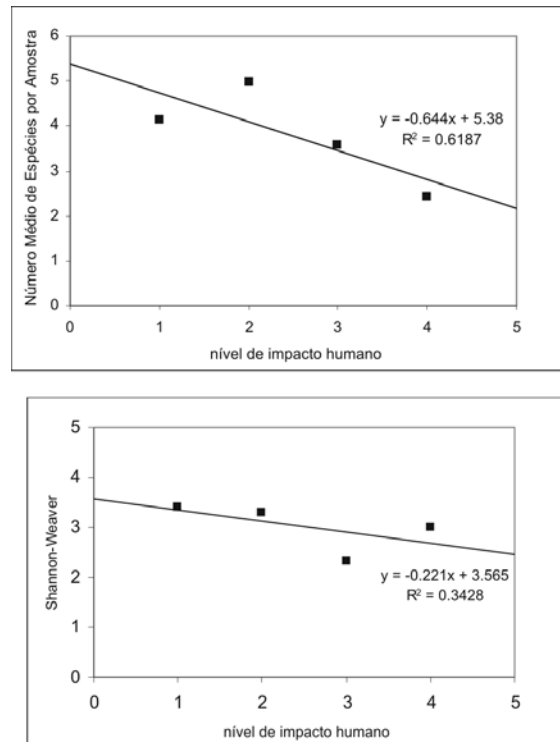 Número Médio de Espécies por Amostra
6
5
4
3
2
1
0
y = -0.644x + 5.38
R² = 0.6187
0 1 2 3 4 5
nível de impacto humano
Shannon-Weaver
5
4
3
2
1
0
y = -0.221x + 3.565
R² = 0.3428
0 1 2 3 4 5
nível de impacto humano